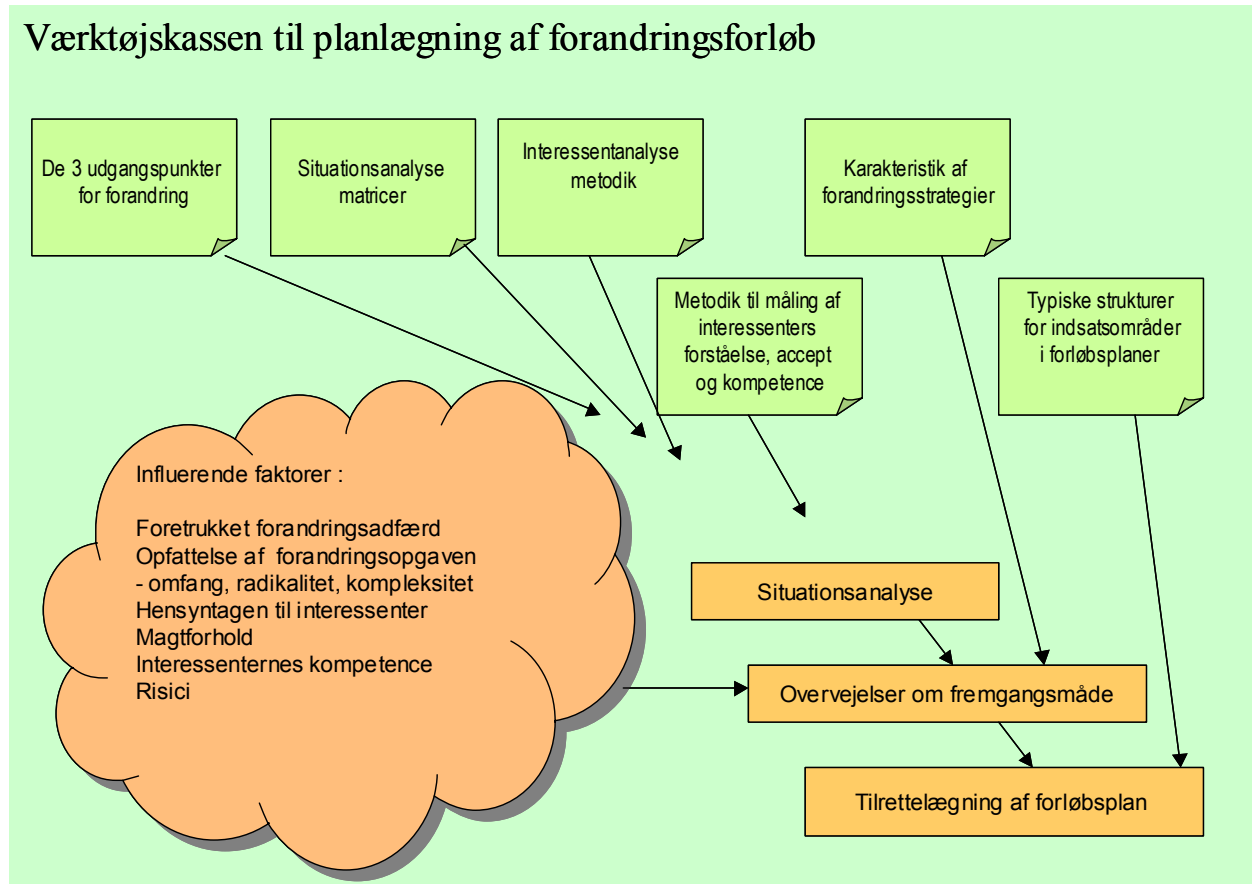 Værktøjskassen til planlægning af forandringsforløb
De 3 udgangspunkter
for forandring
Situationsanalyse
matricer
Interessentanalyse
metodik
Karakteristik af
forandringsstrategier
Metodik til måling af
interessenters
forståelse, accept
og kompetence
Typiske strukturer
for indsatsområder
i forløbsplaner
Influerende faktorer :
Foretrukket forandringsadfærd
Opfattelse af forandringsopgaven
- omfang, radikalitet, kompleksitet
Hensyntagen til interessenter
Magtforhold
Interessenternes kompetence
Risici
Situationsanalyse
Overvejelser om fremgangsmåde
Tilrettelægning af forløbsplan